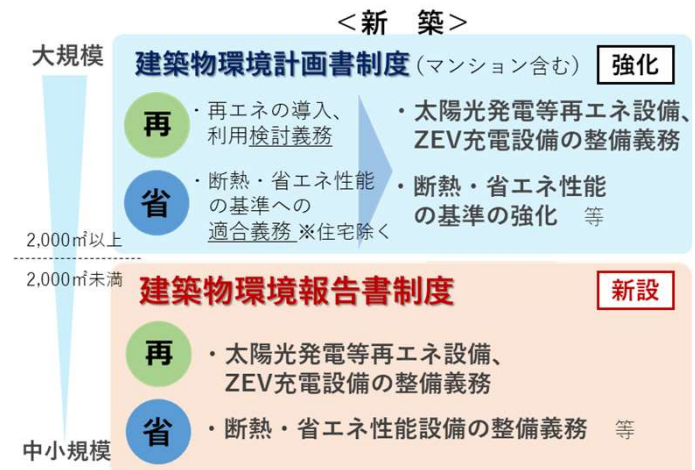 ＜新　築＞
大規模
建築物環境計画書制度（マンション含む）
強化
再
・再エネの導入、
利用検討義務
・太陽光発電等再エネ設備、
ZEV充電設備の整備義務
省
・断熱・省エネ性能
の基準への
適合義務 ※住宅除く
・断熱・省エネ性能
の基準の強化　等
2,000㎡以上
2,000㎡未満
建築物環境報告書制度
新設
再
・太陽光発電等再エネ設備、
ZEV充電設備の整備義務
省
・断熱・省エネ性能設備の整備義務　等
中小規模